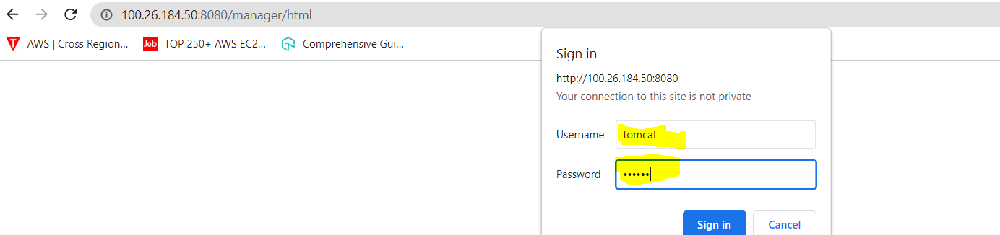 100.26.184.50:8080/manager/html
T AWS | Cross Region... Job TOP 250+ AWS EC2... Comprehensive Gui...
Sign in
http://100.26.184.50:8080
Your connection to this site is not private
Username tomcat
Password ••••••
Sign in Cancel